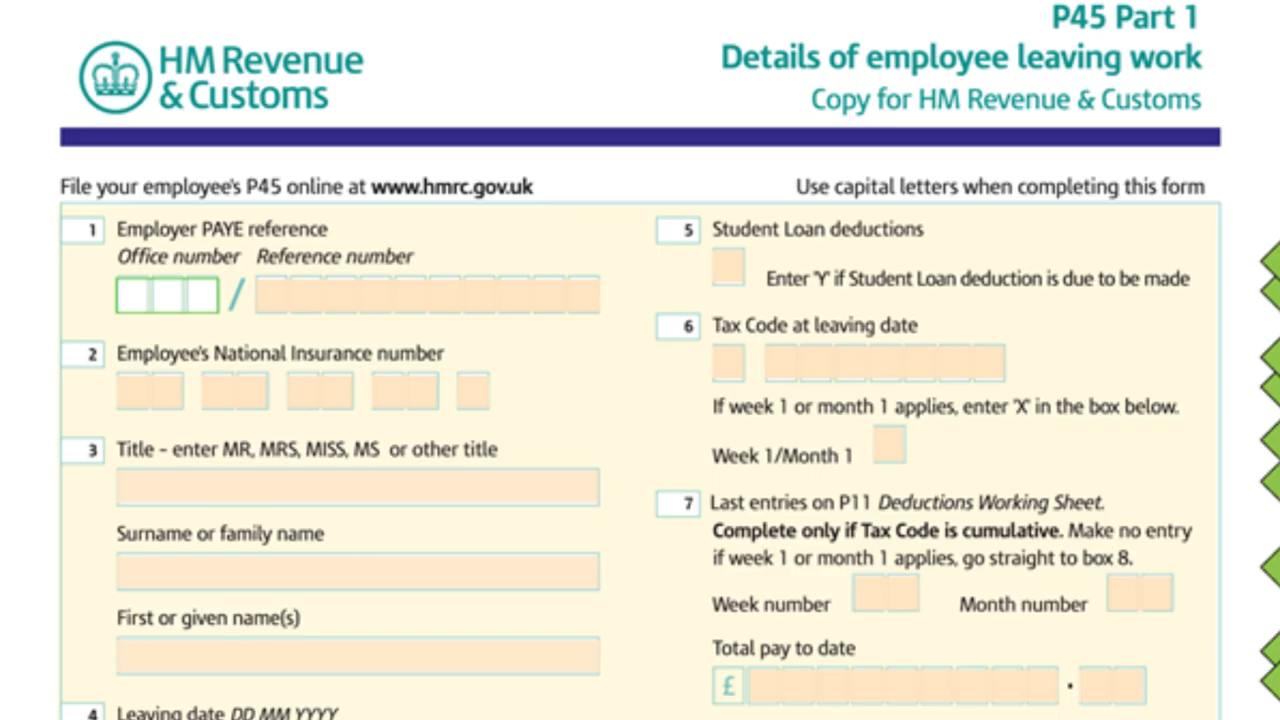 HM Revenue
& Customs
P45 Part 1
Details of employee leaving work
Copy for HM Revenue & Customs
File your employee's P45 online at www.hmrc.gov.uk
Use capital letters when completing this form
1 Employer PAYE reference
Office number Reference number
/
2 Employee's National Insurance number
3 Title – enter MR, MRS, MISS, MS or other title
Surname or family name
First or given name(s)
4 Leaving date DD MM YYYY
5 Student Loan deductions
Enter 'Y' if Student Loan deduction is due to be made
6 Tax Code at leaving date
If week 1 or month 1 applies, enter 'X' in the box below.
Week 1/Month 1
7 Last entries on P11 Deductions Working Sheet.
Complete only if Tax Code is cumulative. Make no entry
if week 1 or month 1 applies, go straight to box 8.
Week number Month number
Total pay to date
£ .